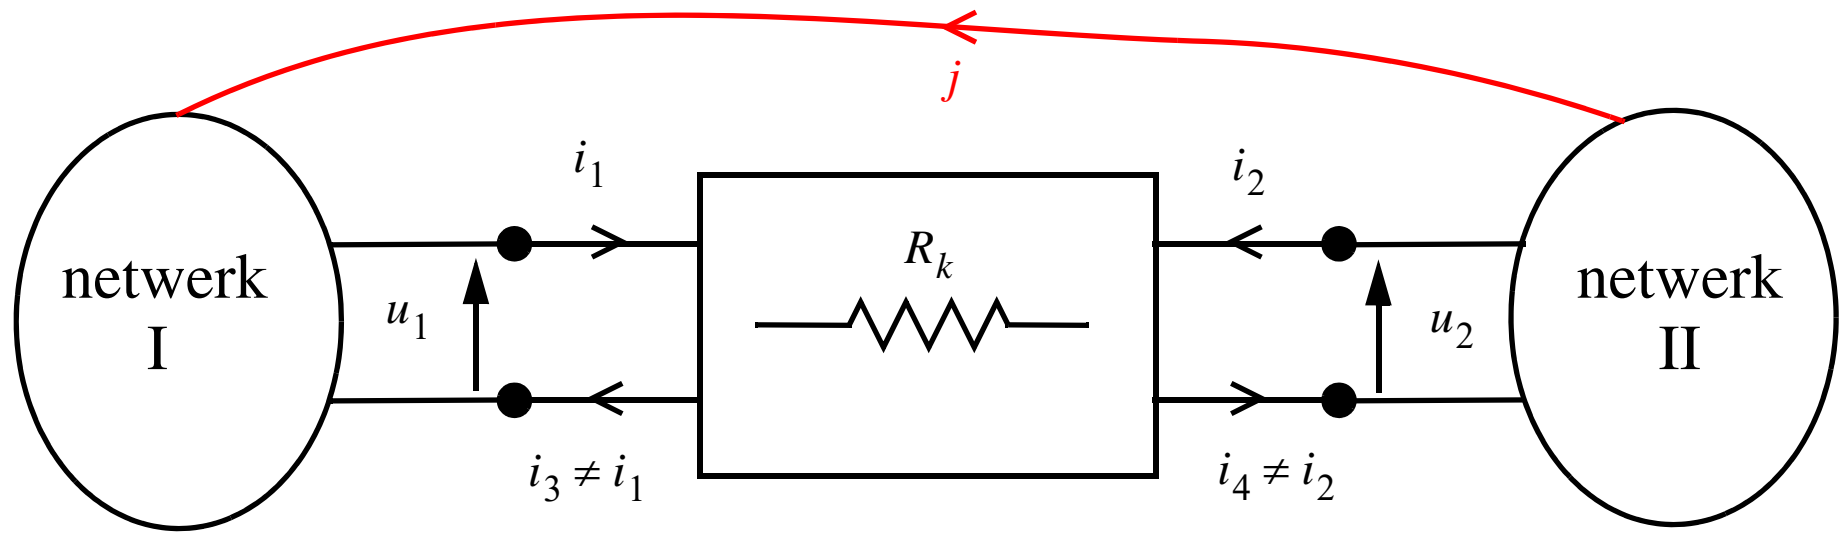 j
i1
i2
Rk
netwerk
I
u1
netwerk
II
u2
i3 ≠ i1
i4 ≠ i2